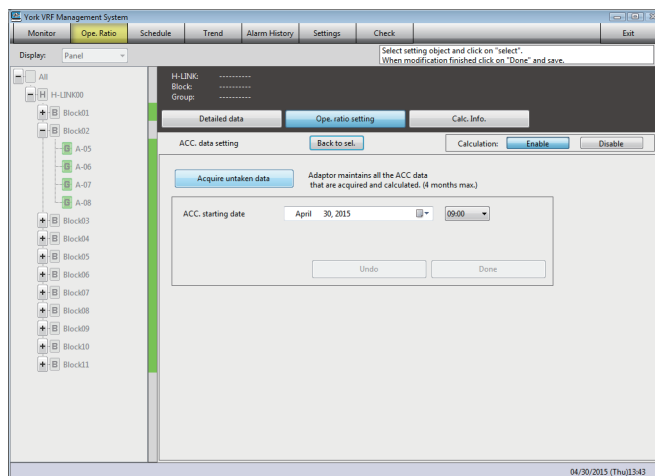 York VRF Management System
Monitor Ope. Ratio Schedule Trend Alarm History Settings Check Exit
Display: Panel
Select setting object and click on "select".
When modification finished click on "Done" and save.
All
H H-LINK00
B Block01
B Block02
G A-05
G A-06
G A-07
G A-08
B Block03
B Block04
B Block05
B Block06
B Block07
B Block08
B Block09
B Block10
B Block11
H-LINK: ----------
Block: ----------
Group: ----------
Detailed data Ope. ratio setting Calc. Info.
ACC. data setting Back to sel. Calculation: Enable Disable
Acquire untaken data
Adaptor maintains all the ACC data
that are acquired and calculated. (4 months max.)
ACC. starting date April 30, 2015 09:00
Undo Done
04/30/2015 (Thu)13:43